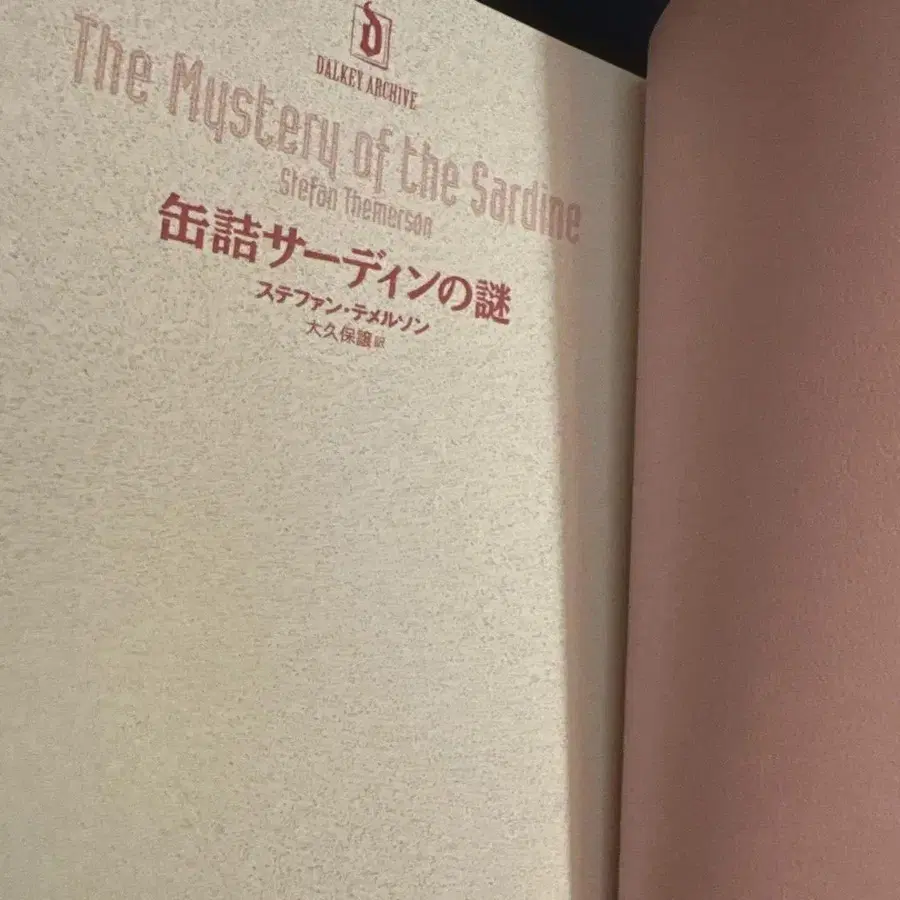 d
DALKEY ARCHIVE
The Mystery of the Sardine
Stefan Themerson
缶詰サーディンの謎
ステファン・テメルソン
大久保譲 訳